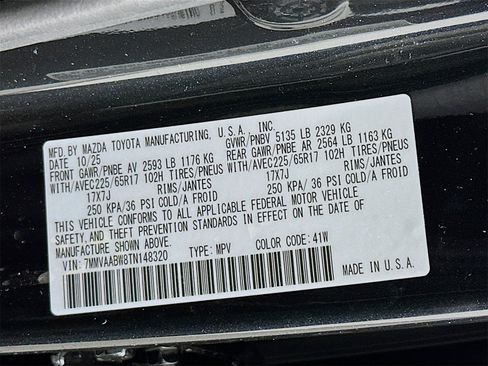 MFD. BY MAZDA TOYOTA MANUFACTURING, U.S.A., INC.
DATE 10/25 GVWR/PNBV 5135 LB 2329 KG
FRONT GAWR/PNBE AV 2593 LB 1176 KG REAR GAWR/PNBE AR 2564 LB 1163 KG
WITH/AVEC225/65R17 102H TIRES/PNEUS WITH/AVEC225/65R17 102H TIRES/PNEUS
17X7J RIMS/JANTES 17X7J RIMS/JANTES
250 KPA/36 PSI COLD/A FROID 250 KPA/36 PSI COLD/A FROID
THIS VEHICLE CONFORMS TO ALL APPLICABLE FEDERAL MOTOR VEHICLE
SAFETY, AND THEFT PREVENTION STANDARDS IN EFFECT ON THE DATE OF
MANUFACTURE SHOWN ABOVE.
VIN: 7MMVAABW8TN148320 TYPE: MPV COLOR CODE: 41W
MADE IN U.S.A.